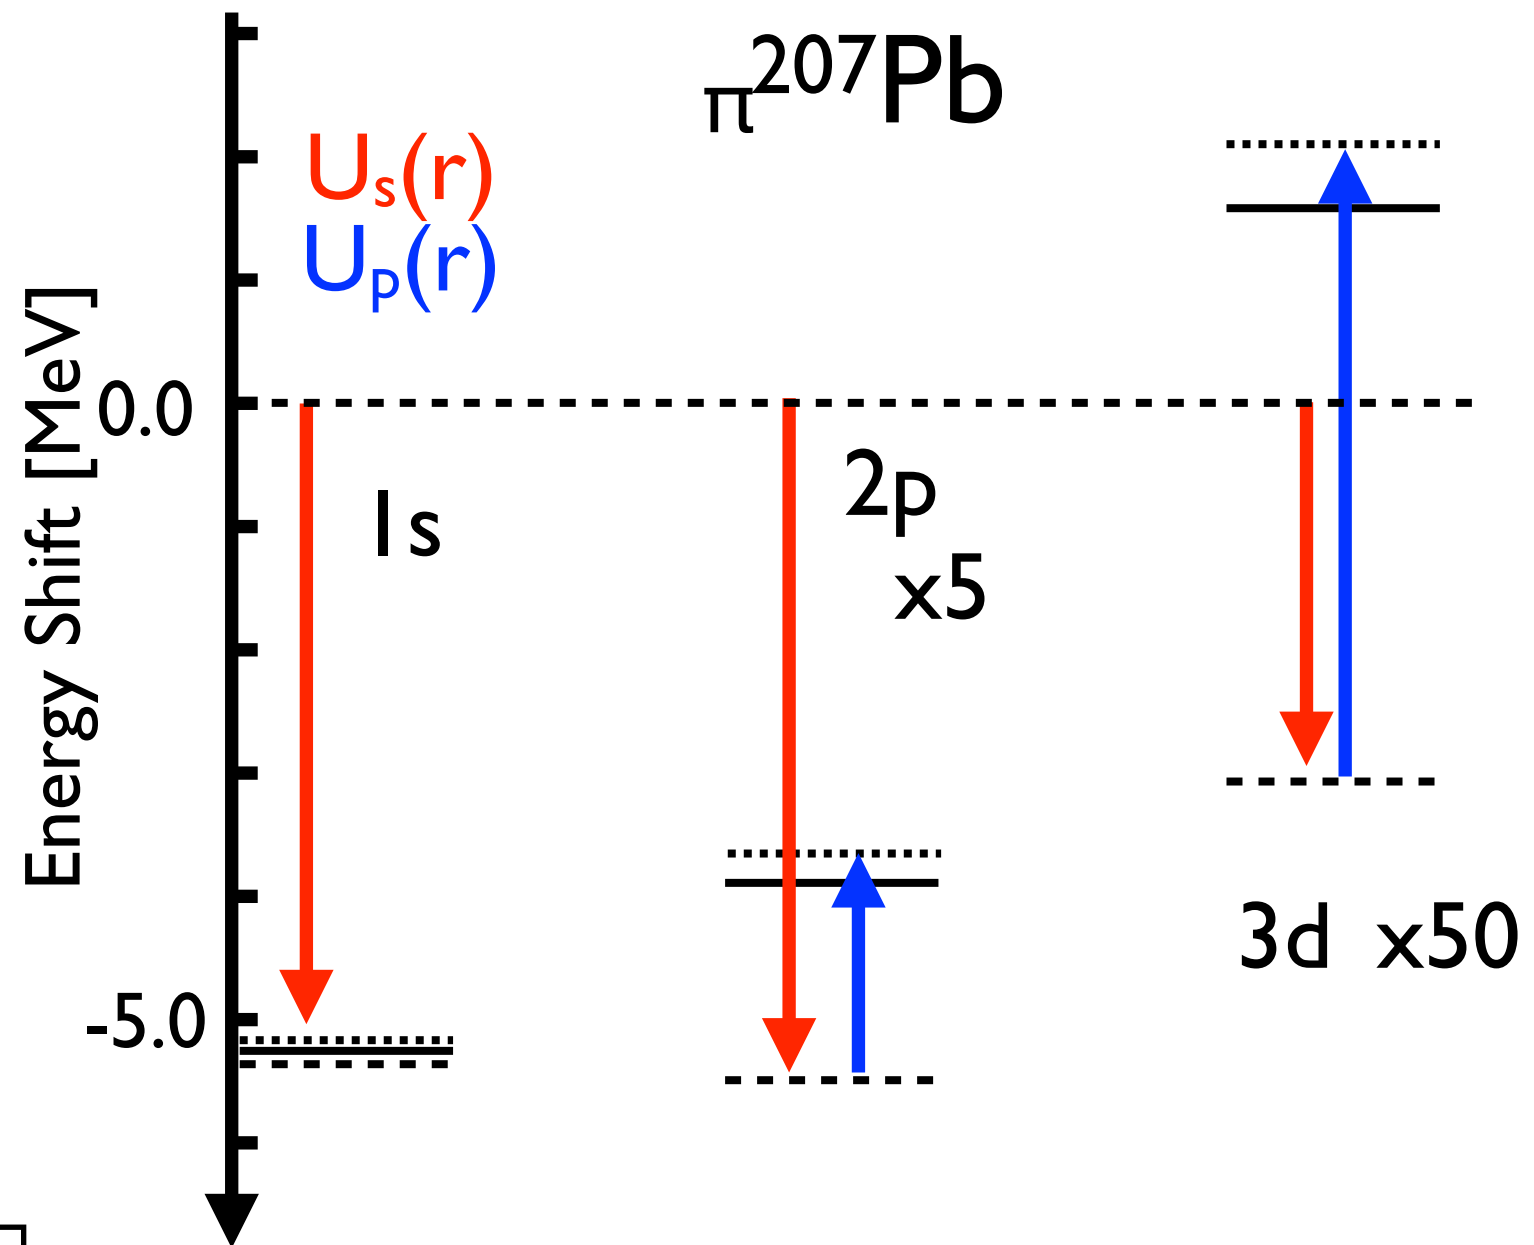 π²⁰⁷Pb
Uₛ(r)
Uₚ(r)
Energy Shift [MeV]
0.0
1s
2p
x5
3d x50
-5.0